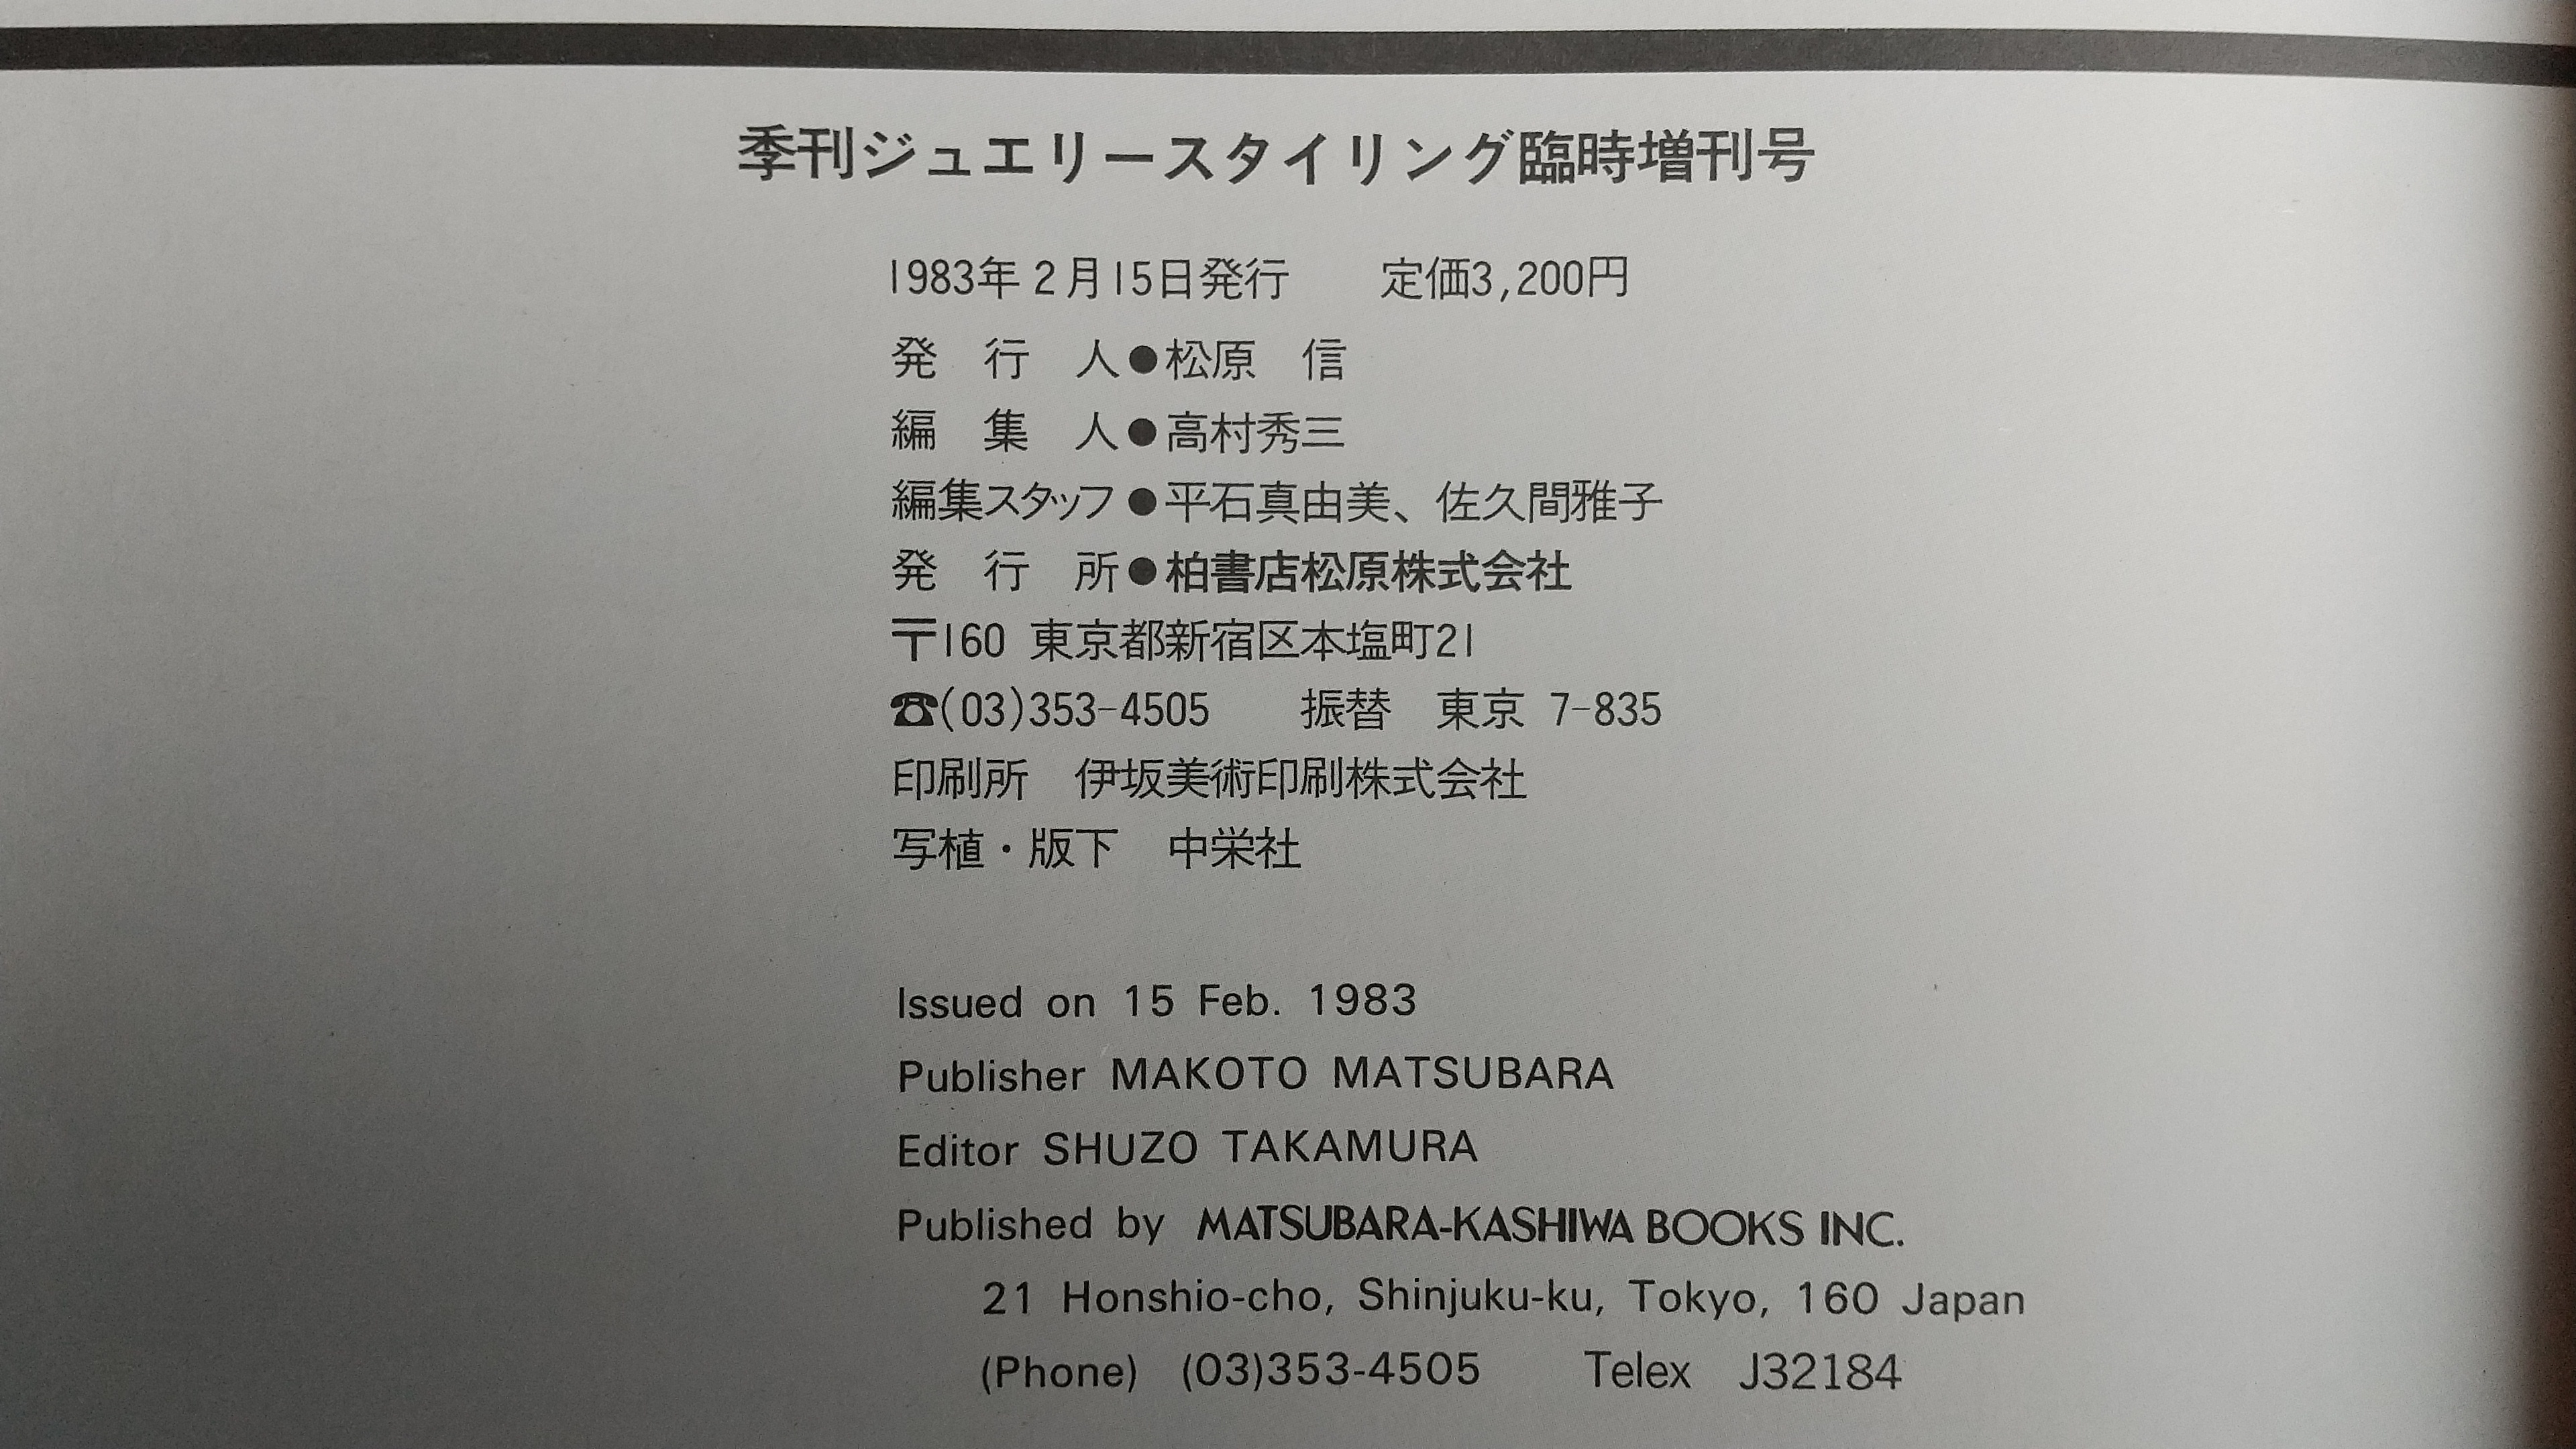 季刊ジュエリースタイリング臨時増刊号
1983年2月15日発行　定価3,200円
発行人●松原 信
編集人●高村秀三
編集スタッフ●平石真由美、佐久間雅子
発行所●柏書店松原株式会社
〒160 東京都新宿区本塩町21
☎(03)353-4505　振替　東京 7-835
印刷所　伊坂美術印刷株式会社
写植・版下　中栄社
Issued on 15 Feb. 1983
Publisher MAKOTO MATSUBARA
Editor SHUZO TAKAMURA
Published by MATSUBARA-KASHIWA BOOKS INC.
21 Honshio-cho, Shinjuku-ku, Tokyo, 160 Japan
(Phone) (03)353-4505　Telex J32184